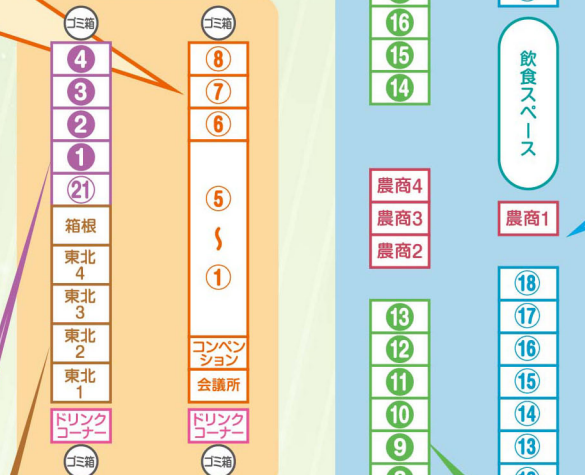 ゴミ箱
4
3
2
1
21
箱根
東北
4
東北
3
東北
2
東北
1
ドリンク
コーナー
ゴミ箱
ゴミ箱
8
7
6
5
〜
1
コンベン
ション
会議所
ドリンク
コーナー
ゴミ箱
16
15
14
農商4
農商3
農商2
13
12
11
10
9
飲食スペース
農商1
18
17
16
15
14
13